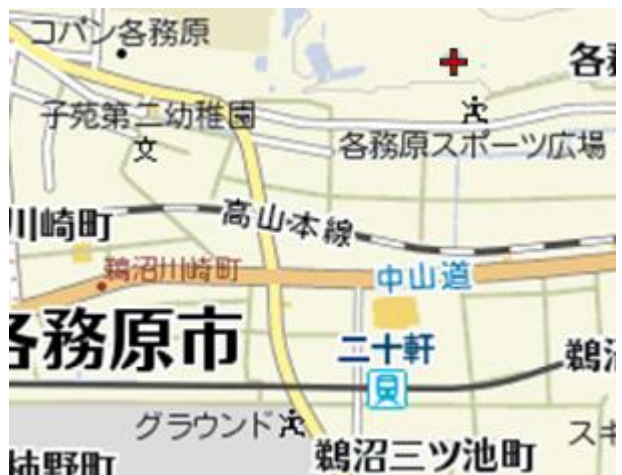 コパン各務原
各務
子苑第二幼稚園
各務原スポーツ広場
川崎町
高山本線
鵜沼川崎町
中山道
各務原市
二十軒
鵜沼
グラウンド
スキ
鵜沼三ツ池町
柿野町